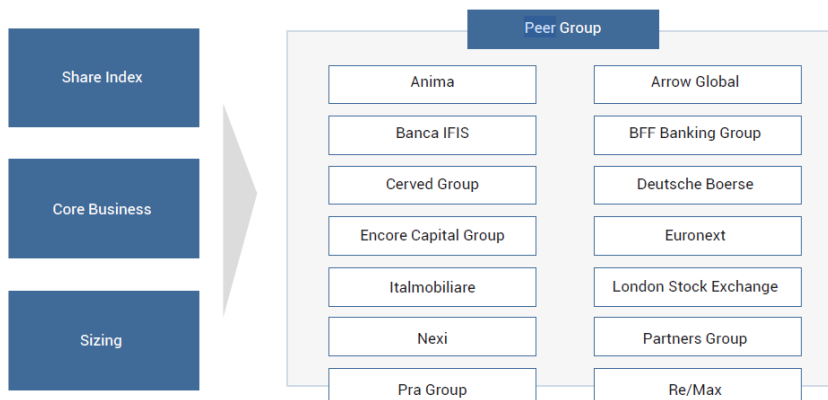 Share Index
Core Business
Sizing
Peer Group
Anima
Arrow Global
Banca IFIS
BFF Banking Group
Cerved Group
Deutsche Boerse
Encore Capital Group
Euronext
Italmobiliare
London Stock Exchange
Nexi
Partners Group
Pra Group
Re/Max